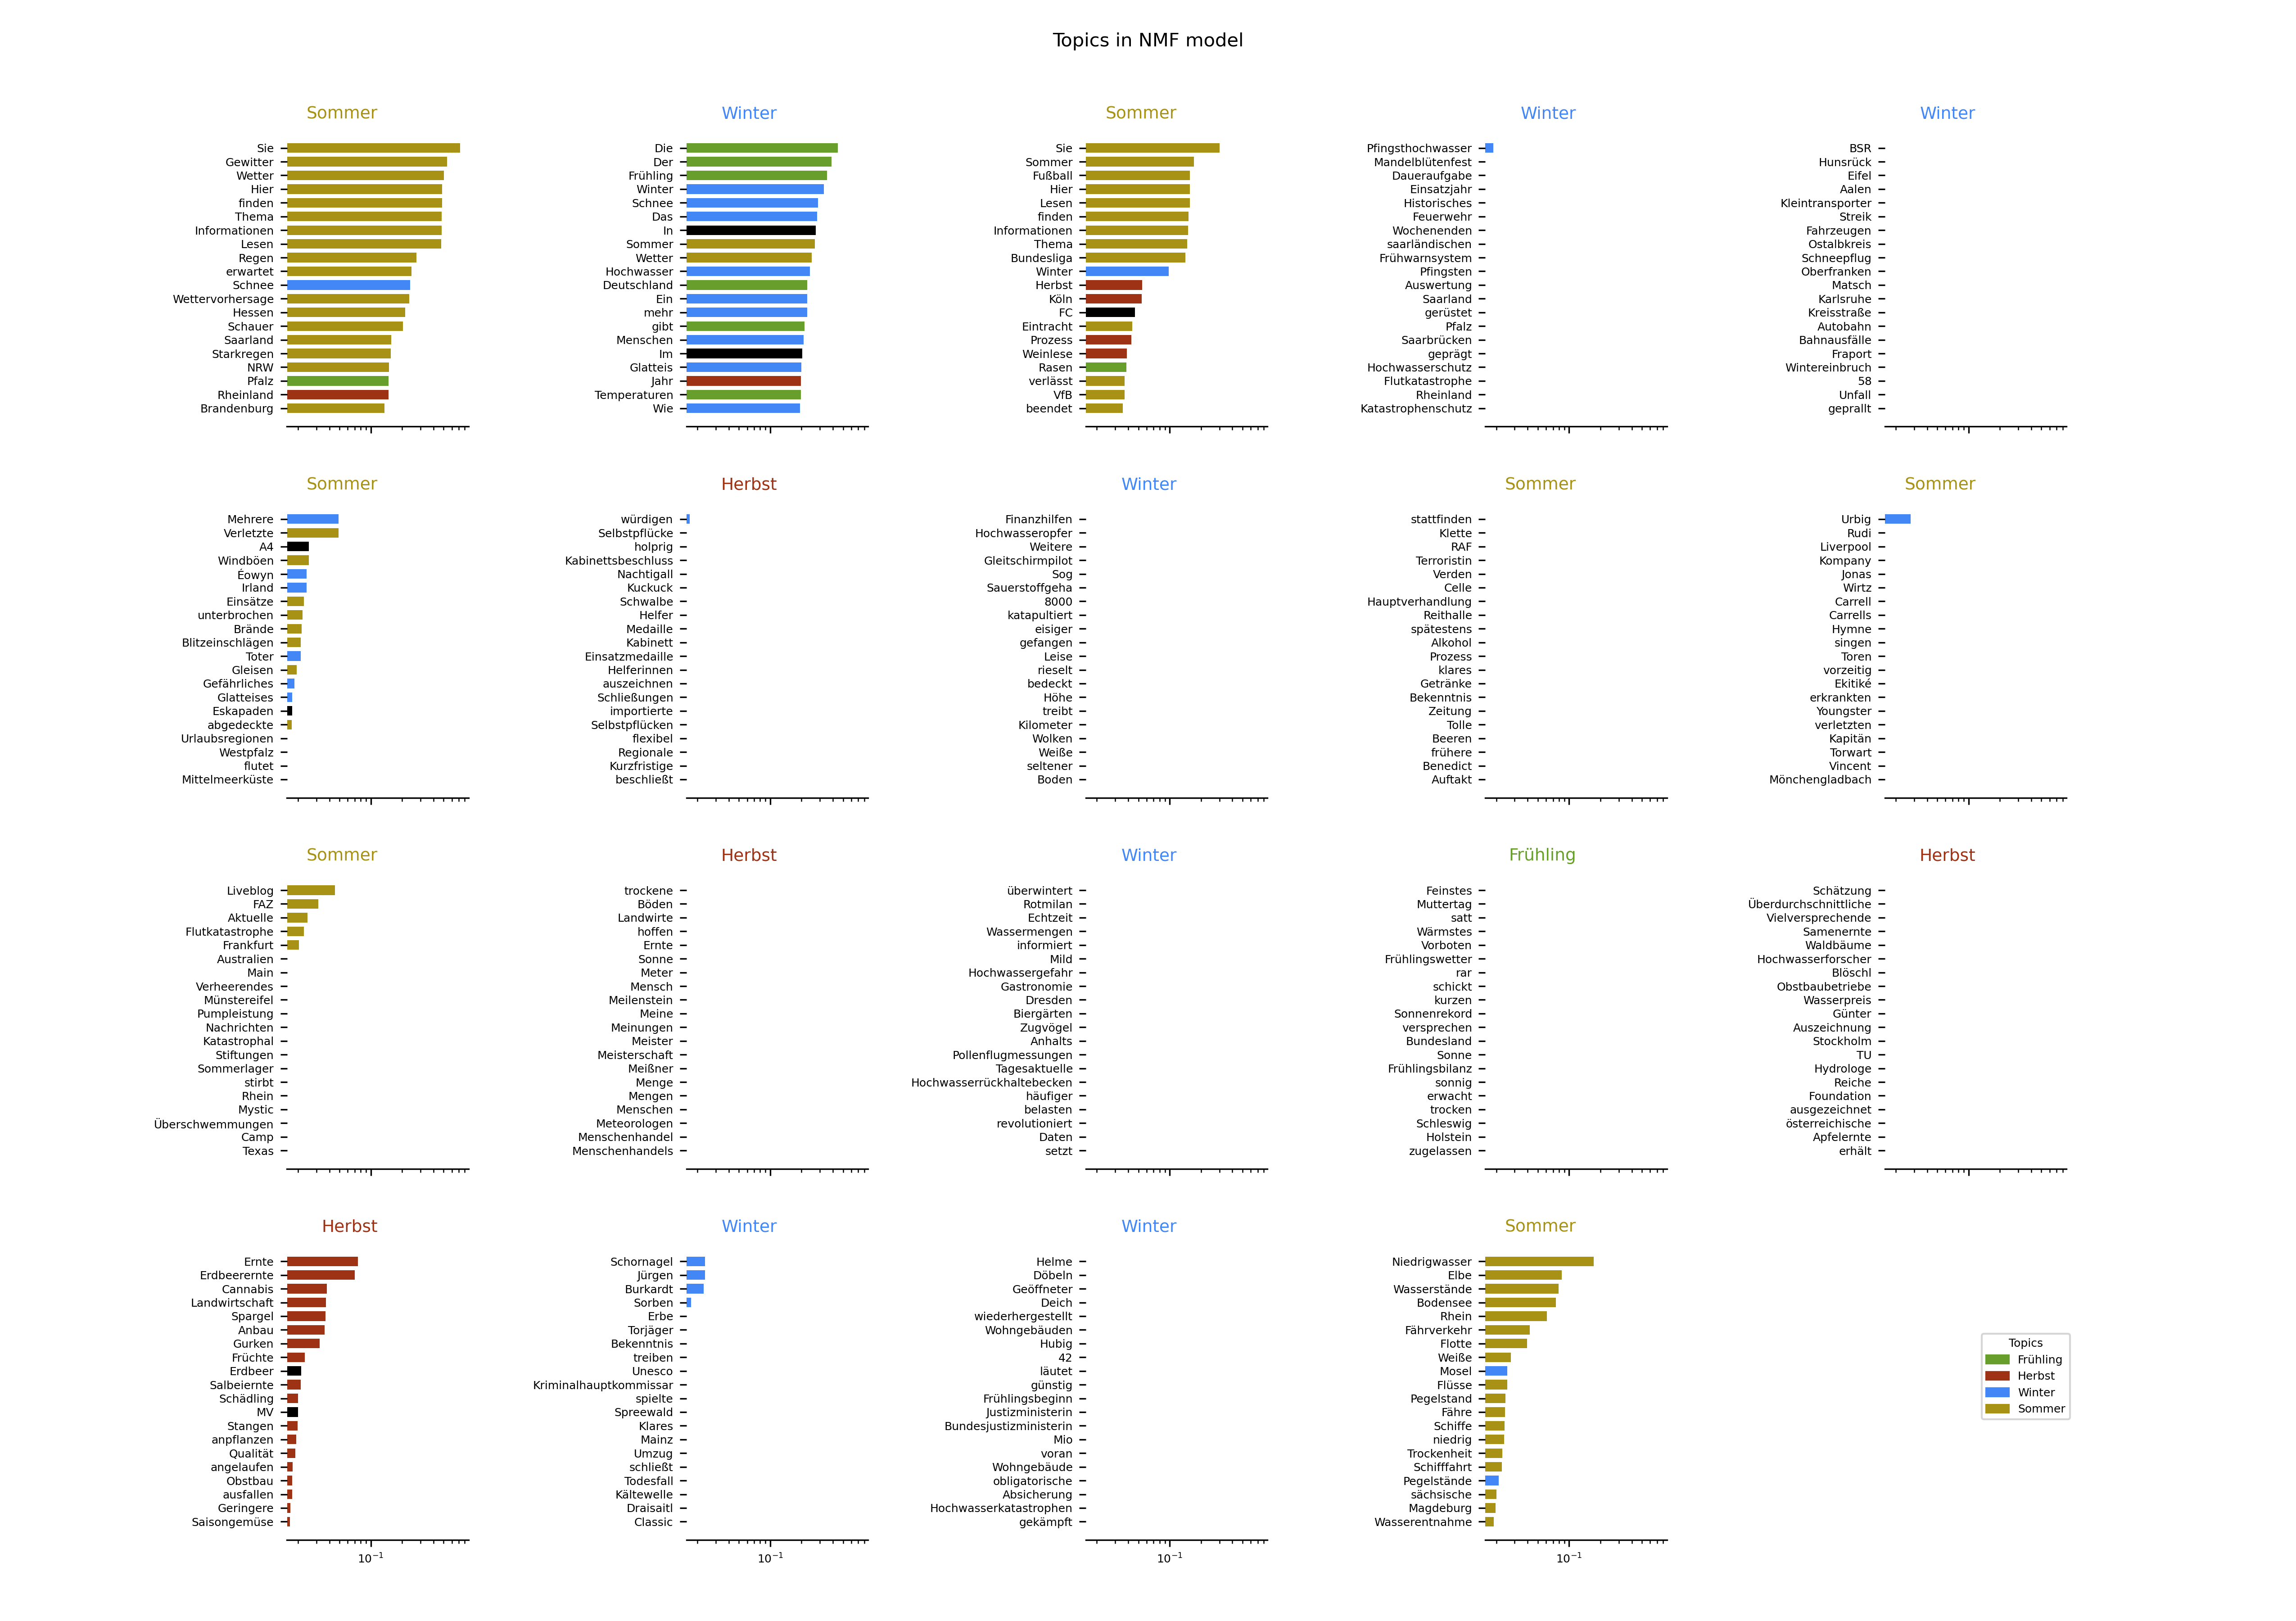 Topics in NMF model
Sommer
Sie
Gewitter
Wetter
Hier
finden
Thema
Informationen
Lesen
Regen
erwartet
Schnee
Wettervorhersage
Hessen
Schauer
Saarland
Starkregen
NRW
Pfalz
Rheinland
Brandenburg
Winter
Die
Der
Frühling
Winter
Schnee
Das
In
Sommer
Wetter
Hochwasser
Deutschland
Ein
mehr
gibt
Menschen
Im
Glatteis
Jahr
Temperaturen
Wie
Sommer
Sie
Sommer
Fußball
Hier
Lesen
finden
Informationen
Thema
Bundesliga
Winter
Herbst
Köln
FC
Eintracht
Prozess
Weinlese
Rasen
verlässt
VfB
beendet
Winter
Pfingsthochwasser
Mandelblütenfest
Daueraufgabe
Einsatzjahr
Historisches
Feuerwehr
Wochenenden
saarländischen
Frühwarnsystem
Pfingsten
Auswertung
Saarland
gerüstet
Pfalz
Saarbrücken
geprägt
Hochwasserschutz
Flutkatastrophe
Rheinland
Katastrophenschutz
Winter
BSR
Hunsrück
Eifel
Aalen
Kleintransporter
Streik
Fahrzeugen
Ostalbkreis
Schneepflug
Oberfranken
Matsch
Karlsruhe
Kreisstraße
Autobahn
Bahnausfälle
Fraport
Wintereinbruch
58
Unfall
geprallt
Sommer
Mehrere
Verletzte
A4
Windböen
Éowyn
Irland
Einsätze
unterbrochen
Brände
Blitzeinschlägen
Toter
Gleisen
Gefährliches
Glatteises
Eskapaden
abgedeckte
Urlaubsregionen
Westpfalz
flutet
Mittelmeerküste
Herbst
würdigen
Selbstpflücke
holprig
Kabinettsbeschluss
Nachtigall
Kuckuck
Schwalbe
Helfer
Medaille
Kabinett
Einsatzmedaille
Helferinnen
auszeichnen
Schließungen
importierte
Selbstpflücken
flexibel
Regionale
Kurzfristige
beschließt
Winter
Finanzhilfen
Hochwasseropfer
Weitere
Gleitschirmpilot
Sog
Sauerstoffgeha
8000
katapultiert
eisiger
gefangen
Leise
rieselt
bedeckt
Höhe
treibt
Kilometer
Wolken
Weiße
seltener
Boden
Sommer
stattfinden
Klette
RAF
Terroristin
Verden
Celle
Hauptverhandlung
Reithalle
spätestens
Alkohol
Prozess
klares
Getränke
Bekenntnis
Zeitung
Tolle
Beeren
frühere
Benedict
Auftakt
Sommer
Urbig
Rudi
Liverpool
Kompany
Jonas
Wirtz
Carrell
Carrells
Hymne
singen
Toren
vorzeitig
Ekitiké
erkrankten
Youngster
verletzten
Kapitän
Torwart
Vincent
Mönchengladbach
Sommer
Liveblog
FAZ
Aktuelle
Flutkatastrophe
Frankfurt
Australien
Main
Verheerendes
Münstereifel
Pumpleistung
Nachrichten
Katastrophal
Stiftungen
Sommerlager
stirbt
Rhein
Mystic
Überschwemmungen
Camp
Texas
Herbst
trockene
Böden
Landwirte
hoffen
Ernte
Sonne
Meter
Mensch
Meilenstein
Meine
Meinungen
Meister
Meisterschaft
Meißner
Menge
Mengen
Menschen
Meteorologen
Menschenhandel
Menschenhandels
Winter
überwintert
Rotmilan
Echtzeit
Wassermengen
informiert
Mild
Hochwassergefahr
Gastronomie
Dresden
Biergärten
Zugvögel
Anhalts
Pollenflugmessungen
Tagesaktuelle
Hochwasserrückhaltebecken
häufiger
belasten
revolutioniert
Daten
setzt
Frühling
Feinstes
Muttertag
satt
Wärmstes
Vorboten
Frühlingswetter
rar
schickt
kurzen
Sonnenrekord
versprechen
Bundesland
Sonne
Frühlingsbilanz
sonnig
erwacht
trocken
Schleswig
Holstein
zugelassen
Herbst
Schätzung
Überdurchschnittliche
Vielversprechende
Samenernte
Waldbäume
Hochwasserforscher
Blöschl
Obstbaubetriebe
Wasserpreis
Günter
Auszeichnung
Stockholm
TU
Hydrologe
Reiche
Foundation
ausgezeichnet
österreichische
Apfelernte
erhält
Herbst
Ernte
Erdbeerernte
Cannabis
Landwirtschaft
Spargel
Anbau
Gurken
Früchte
Erdbeer
Salbeiernte
Schädling
MV
Stangen
anpflanzen
Qualität
angelaufen
Obstbau
ausfallen
Geringere
Saisongemüse
10⁻¹
Winter
Schornagel
Jürgen
Burkardt
Sorben
Erbe
Torjäger
Bekenntnis
treiben
Unesco
Kriminalhauptkommissar
spielte
Spreewald
Klares
Mainz
Umzug
schließt
Todesfall
Kältewelle
Draisaitl
Classic
10⁻¹
Winter
Helme
Döbeln
Geöffneter
Deich
wiederhergestellt
Wohngebäuden
Hubig
42
läutet
günstig
Frühlingsbeginn
Justizministerin
Bundesjustizministerin
Mio
voran
Wohngebäude
obligatorische
Absicherung
Hochwasserkatastrophen
gekämpft
10⁻¹
Sommer
Niedrigwasser
Elbe
Wasserstände
Bodensee
Rhein
Fährverkehr
Flotte
Weiße
Mosel
Flüsse
Pegelstand
Fähre
Schiffe
niedrig
Trockenheit
Schifffahrt
Pegelstände
sächsische
Magdeburg
Wasserentnahme
10⁻¹
Topics
Frühling
Herbst
Winter
Sommer